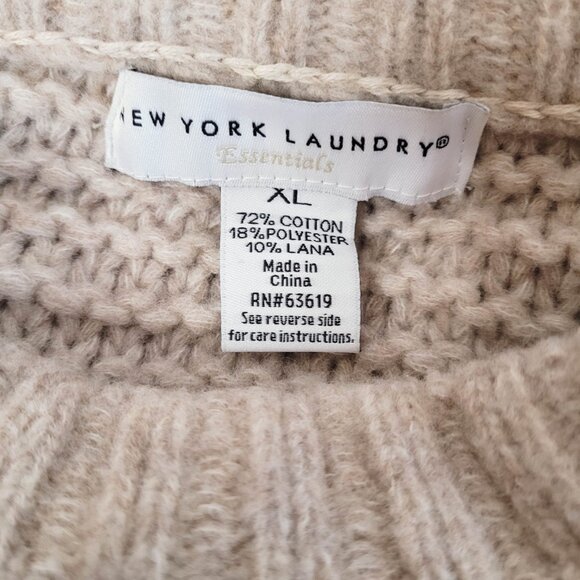 NEW YORK LAUNDRY®
Essentials
XL
72% COTTON
18%POLYESTER
10% LANA
Made in
China
RN#63619
See reverse side
for care instructions.